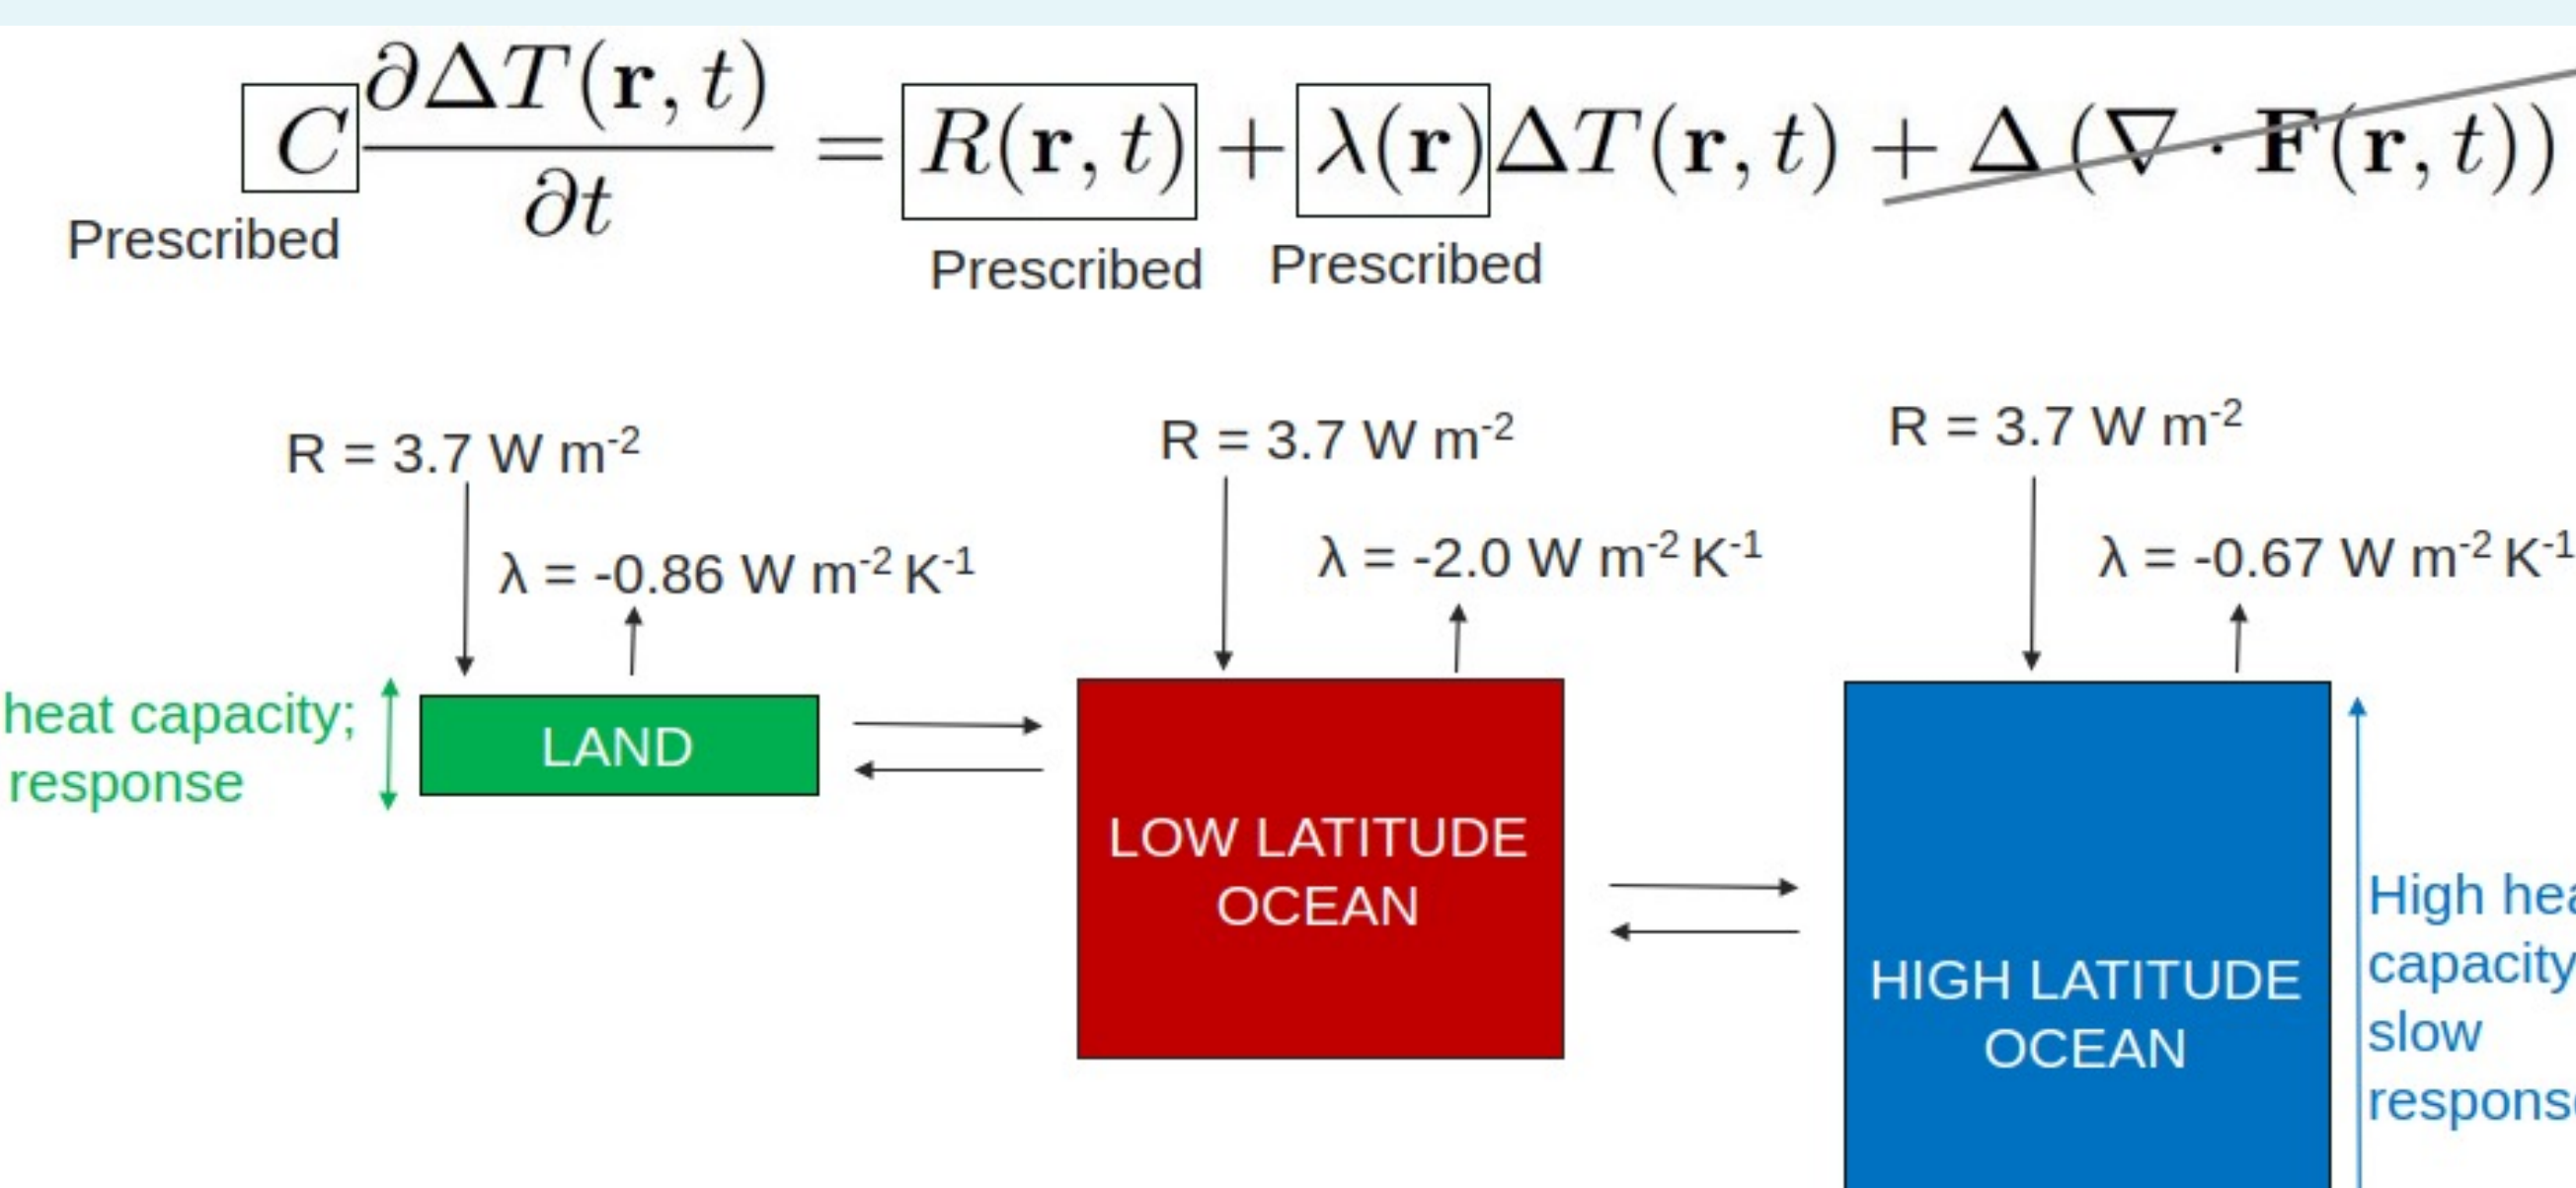 C ∂ΔT(r, t) / ∂t = R(r, t) + λ(r)ΔT(r, t) + Δ (∇ · F(r, t))
Prescribed
Prescribed
Prescribed
R = 3.7 W m⁻²
R = 3.7 W m⁻²
R = 3.7 W m⁻²
λ = -0.86 W m⁻² K⁻¹
λ = -2.0 W m⁻² K⁻¹
λ = -0.67 W m⁻² K⁻¹
heat capacity;
response
LAND
LOW LATITUDE
OCEAN
HIGH LATITUDE
OCEAN
High
capacity
slow